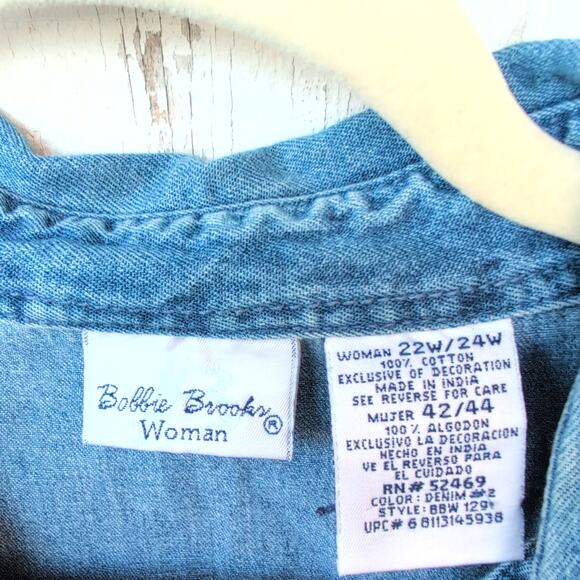 Bobbie Brooks®
Woman
WOMAN 22W/24W
100% COTTON
EXCLUSIVE OF DECORATION
MADE IN INDIA
SEE REVERSE FOR CARE
MUJER 42/44
100% ALGODON
EXCLUSIVO LA DECORACION
HECHO EN INDIA
VE EL REVERSO PARA
EL CUIDADO
RN# 52469
COLOR: DENIM #2
STYLE: BBW 1291
UPC# 6 8113145938